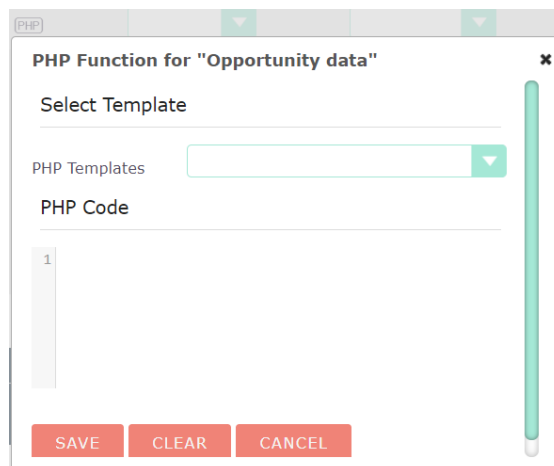 PHP
PHP Function for "Opportunity data"
Select Template
PHP Templates
PHP Code
1
SAVE CLEAR CANCEL